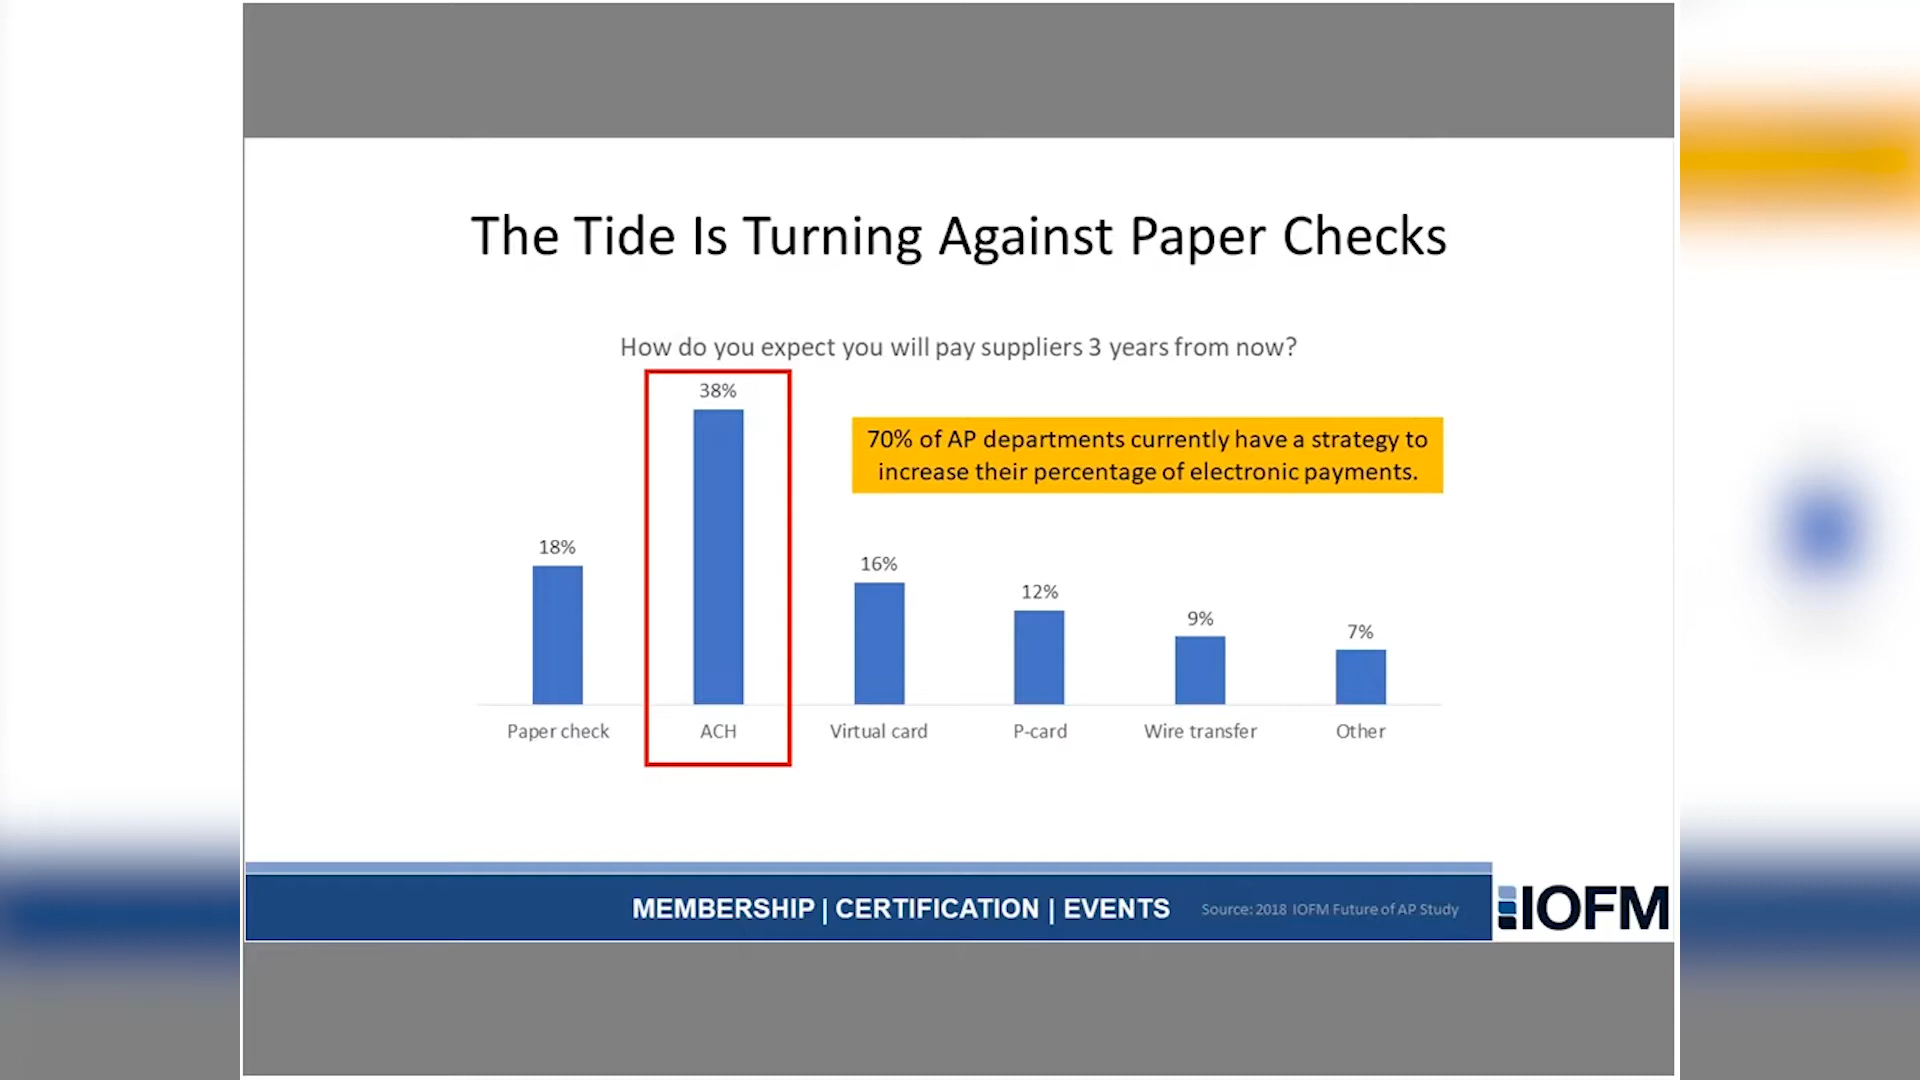 The Tide Is Turning Against Paper Checks
How do you expect you will pay suppliers 3 years from now?
38%
70% of AP departments currently have a strategy to
increase their percentage of electronic payments.
18%
16%
12%
9%
7%
Paper check
ACH
Virtual card
P-card
Wire transfer
Other
MEMBERSHIP | CERTIFICATION | EVENTS
Source: 2018 IOFM Future of AP Study
IOFM